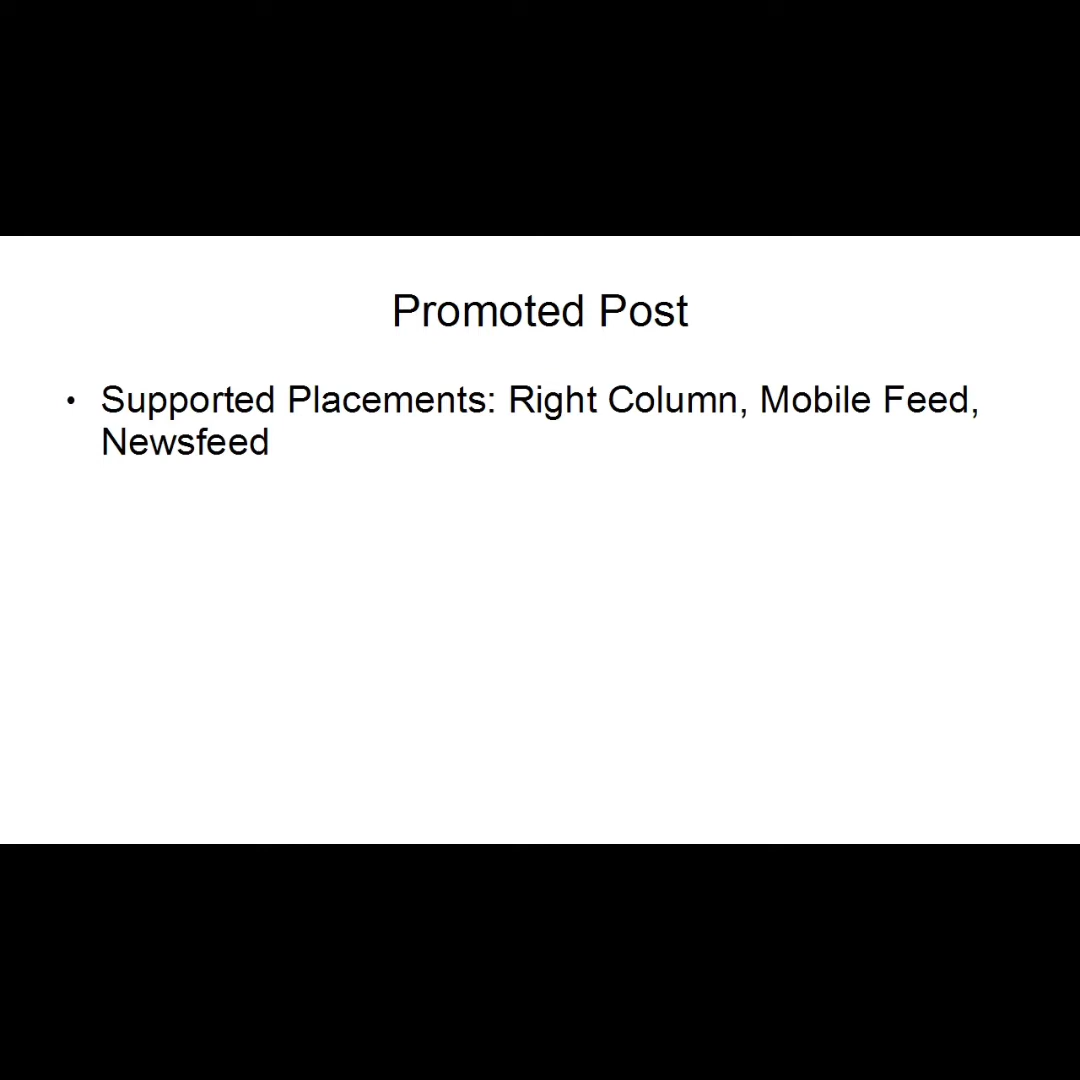 Promoted Post
• Supported Placements: Right Column, Mobile Feed,
Newsfeed